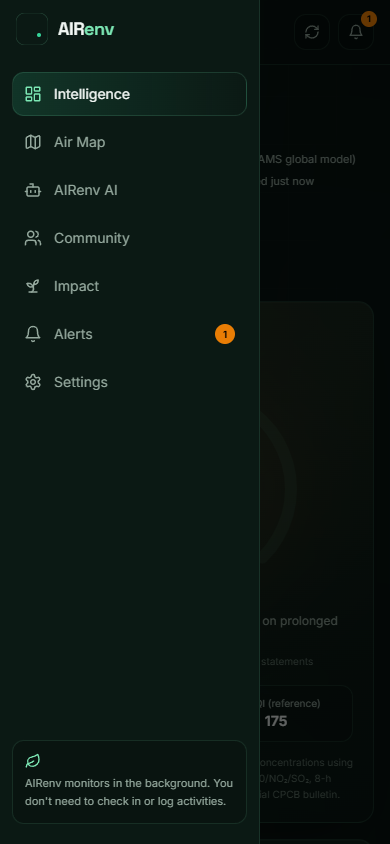 AIRenv
1
Intelligence
Air Map
AIRenv AI
Community
Impact
Alerts
1
Settings
AMS global model)
just now
on prolonged
statements
(reference)
175
concentrations using
/NO₂/SO₂, 8-h
CPCB bulletin.
AIRenv monitors in the background. You
don't need to check in or log activities.